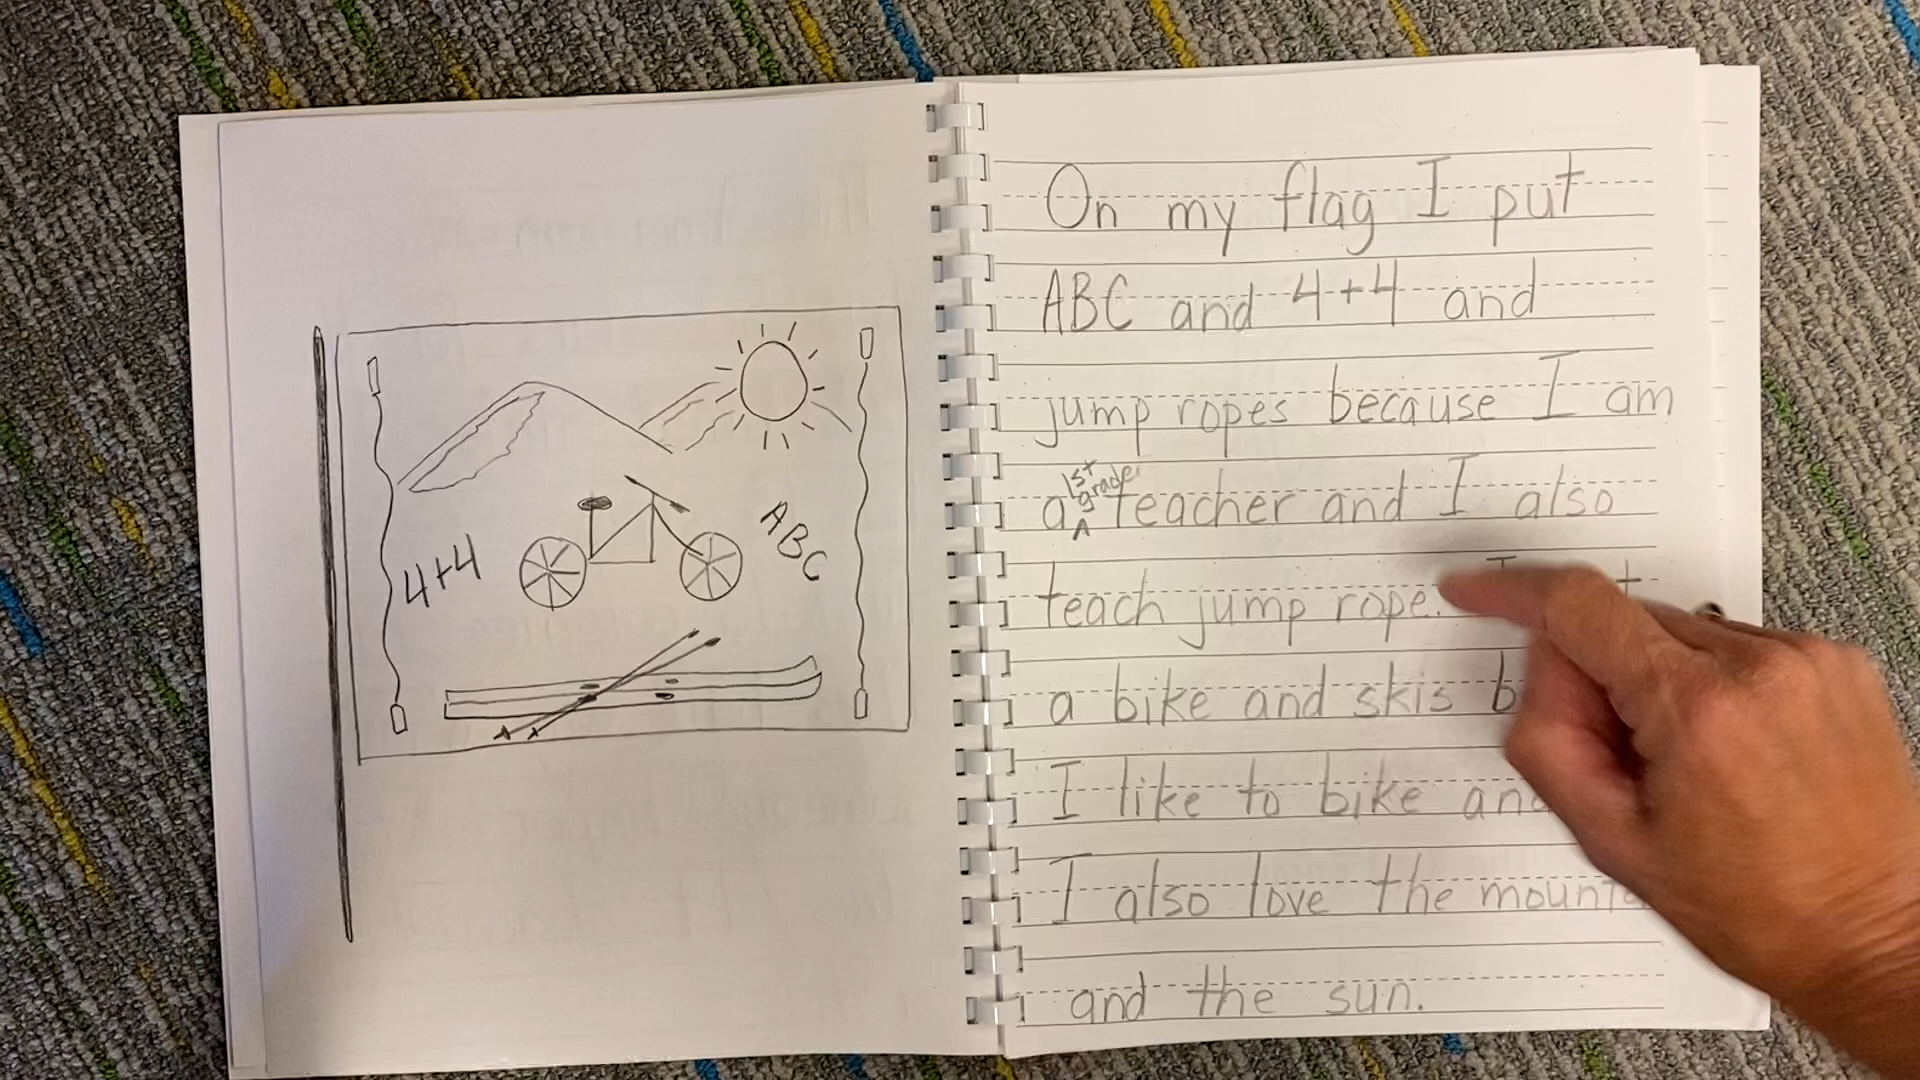 4+4
ABC
On my flag I put
ABC and 4+4 and
jump ropes because I am
a 1st grade teacher and I also
teach jump rope.
a bike and skis
I like to bike
I also love the
and the sun.